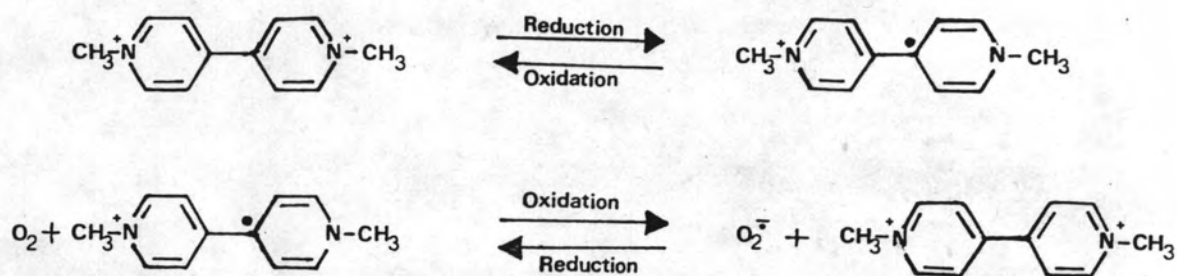 CH₃-N⁺ N⁺-CH₃ Reduction Oxidation CH₃-N⁺ • N-CH₃
O₂ + CH₃-N⁺ • N-CH₃ Oxidation Reduction O₂•⁻ + CH₃-N⁺ N⁺-CH₃